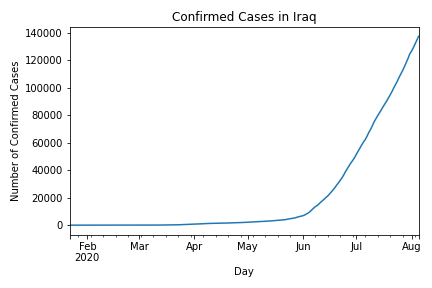 Confirmed Cases in Iraq
Number of Confirmed Cases
140000
120000
100000
80000
60000
40000
20000
0
Feb Mar Apr May Jun Jul Aug
2020
Day